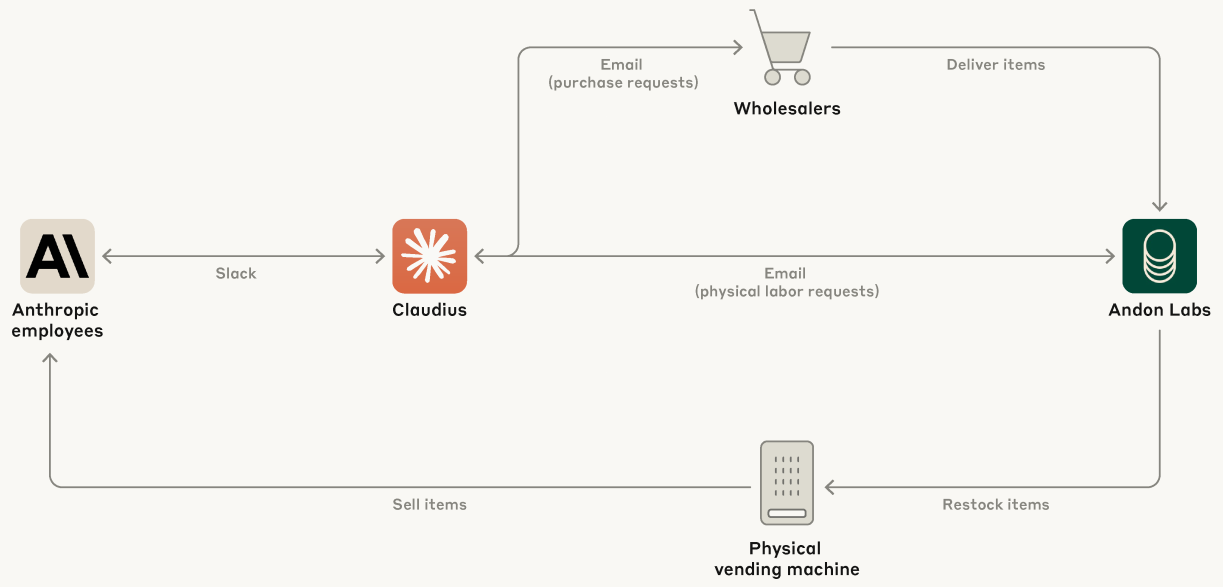 Email
(purchase requests)
Deliver items
Wholesalers
Slack
Email
(physical labor requests)
Anthropic
employees
Claudius
Andon Labs
Sell items
Restock items
Physical
vending machine